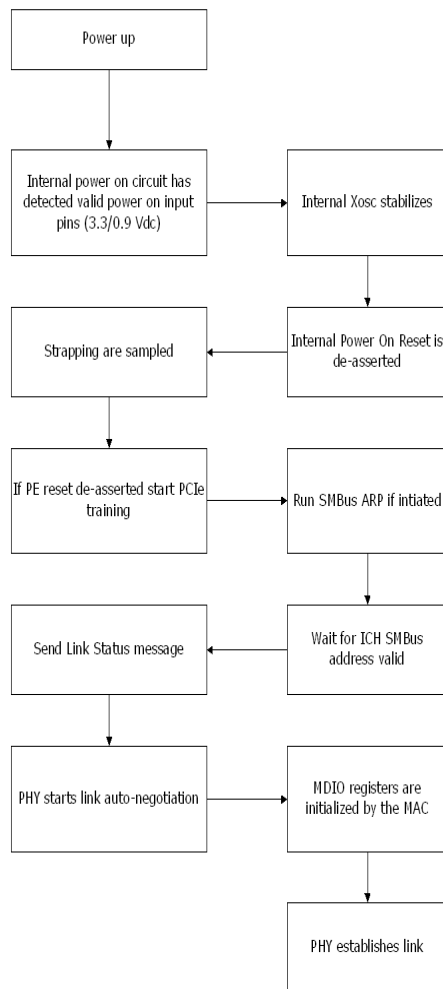 Power up
Internal power on circuit has
detected valid power on input
pins (3.3/0.9 Vdc)
Internal Xosc stabilizes
Internal Power On Reset is
de-asserted
Strapping are sampled
If PE reset de-asserted start PCIe
training
Run SMBus ARP if intiated
Wait for ICH SMBus
address valid
Send Link Status message
PHY starts link auto-negotiation
MDIO registers are
initialized by the MAC
PHY establishes link